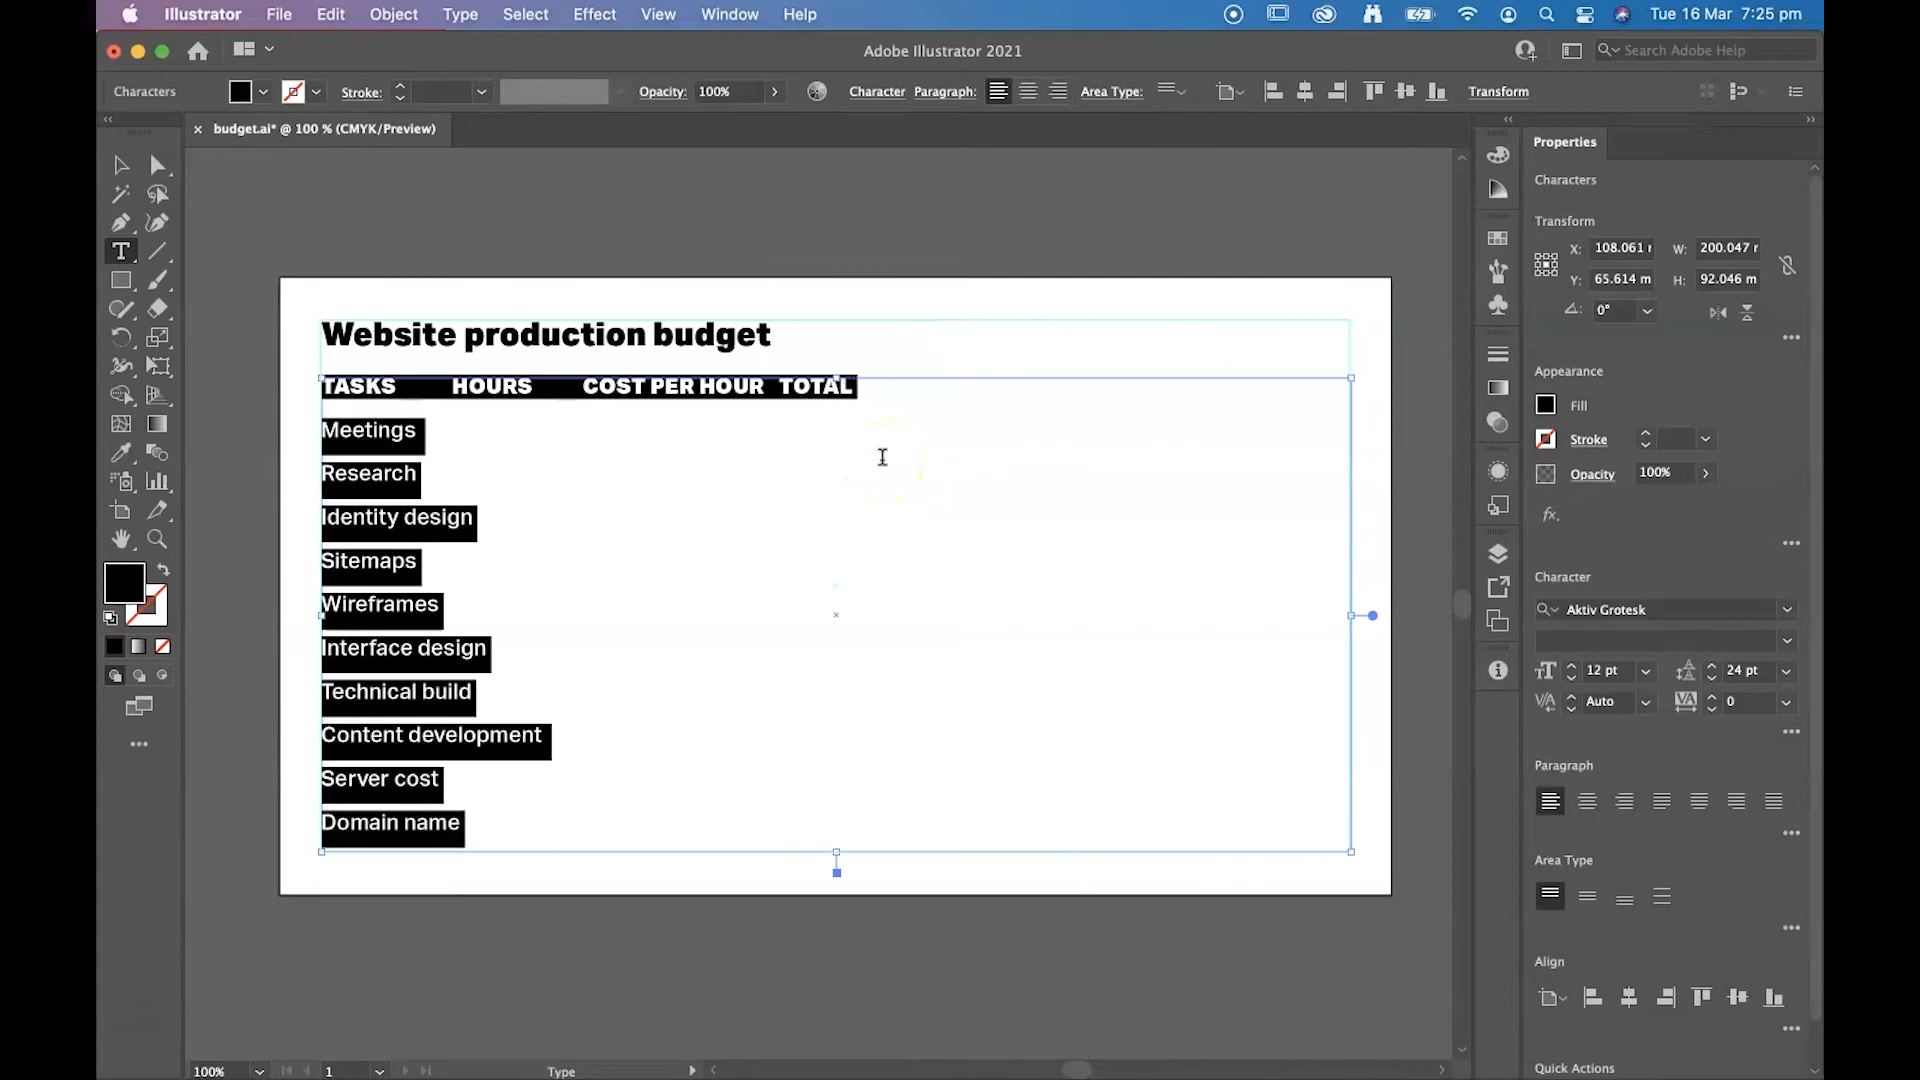 Illustrator File Edit Object Type Select Effect View Window Help Tue 16 Mar 7:25 pm
Adobe Illustrator 2021 Search Adobe Help
Characters Stroke: Opacity: 100% Character Paragraph: Area Type: Transform
budget.ai* @ 100 % (CMYK/Preview)
Website production budget
TASKS HOURS COST PER HOUR TOTAL
Meetings
Research
Identity design
Sitemaps
Wireframes
Interface design
Technical build
Content development
Server cost
Domain name
100% 1 Type
Properties
Characters
Transform
X: 108.061 W: 200.047
Y: 65.614 m H: 92.046 m
0°
Appearance
Fill
Stroke
Opacity 100%
fx.
Character
Aktiv Grotesk
12 pt 24 pt
Auto 0
Paragraph
Area Type
Align
Quick Actions